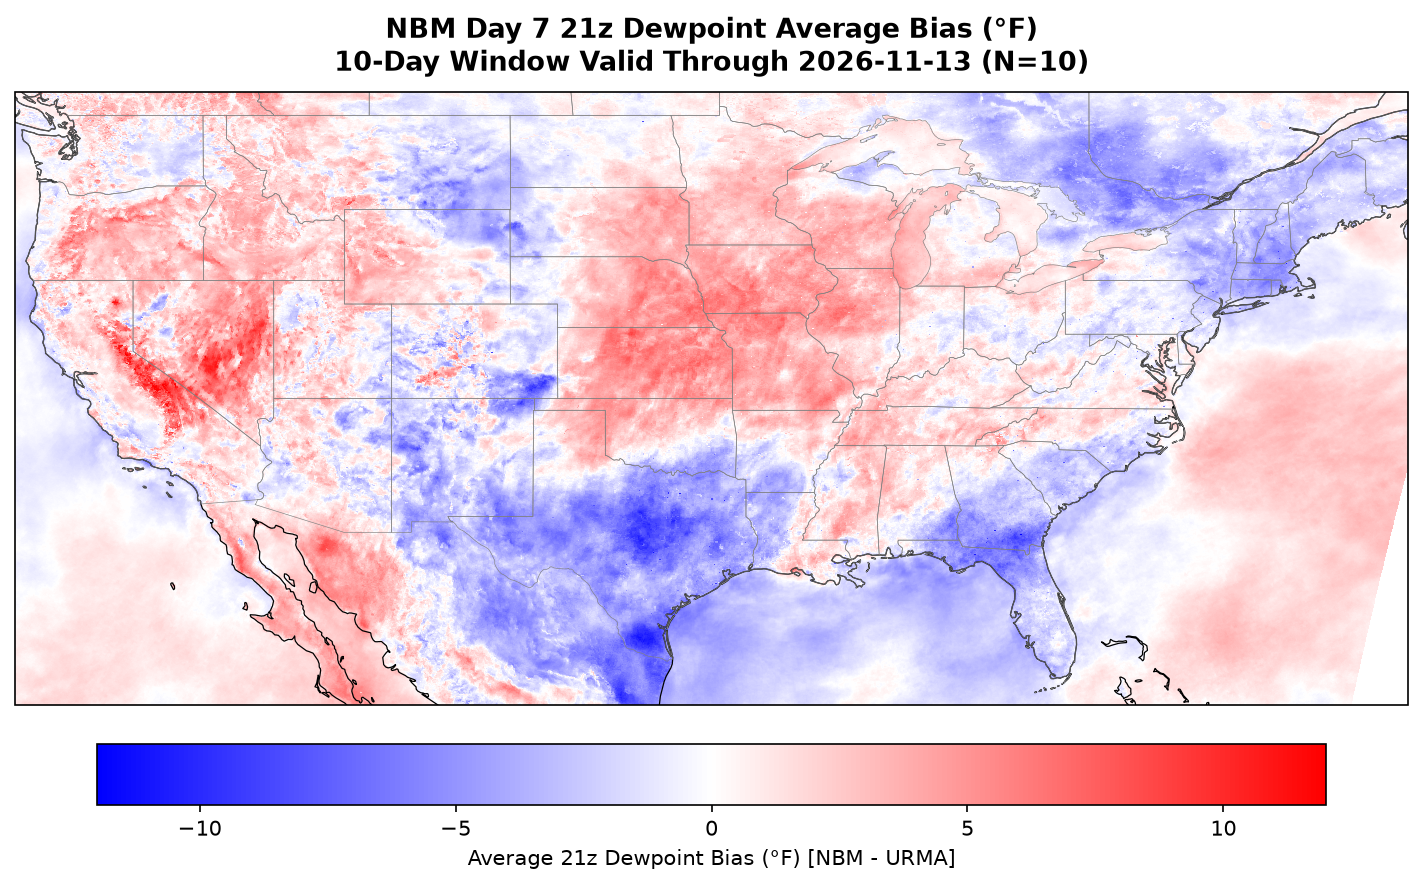 NBM Day 7 21z Dewpoint Average Bias (°F)
10-Day Window Valid Through 2026-11-13 (N=10)
−10 −5 0 5 10
Average 21z Dewpoint Bias (°F) [NBM - URMA]